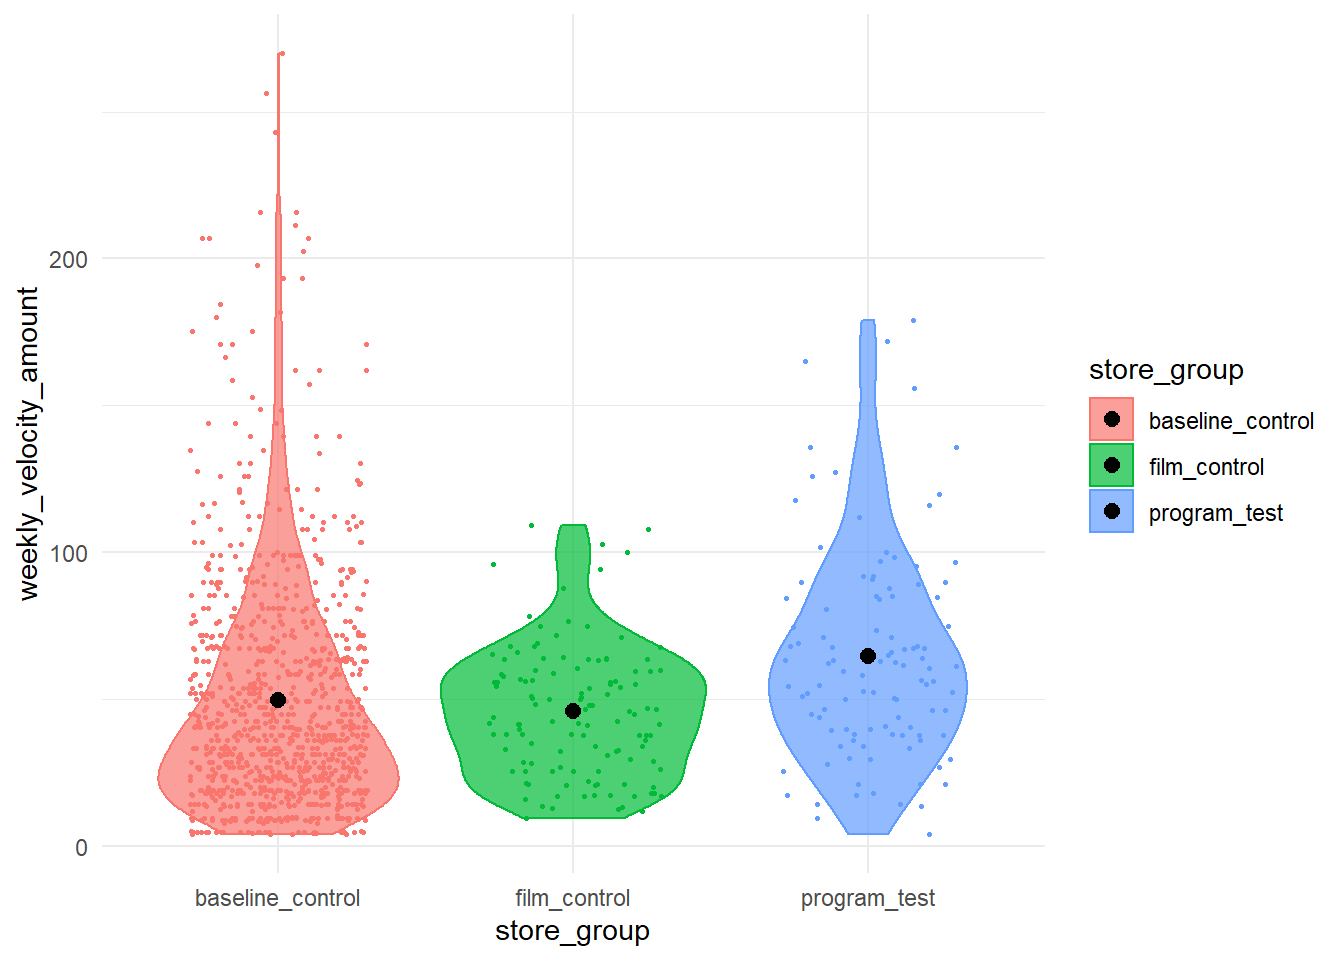 weekly_velocity_amount
200
100
0
baseline_control
film_control
program_test
store_group
store_group
baseline_control
film_control
program_test